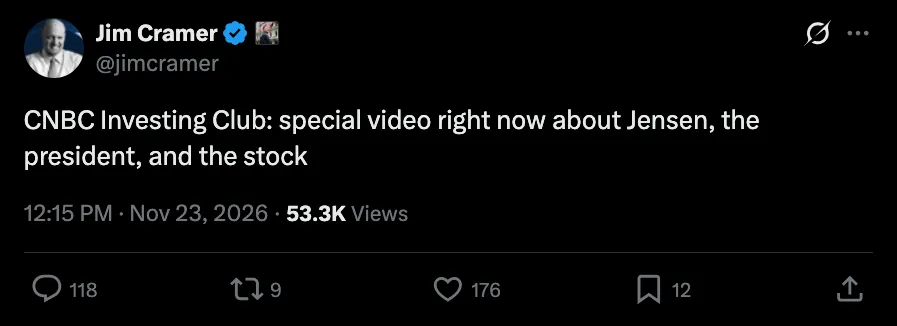 Jim Cramer
@jimcramer
CNBC Investing Club: special video right now about Jensen, the
president, and the stock
12:15 PM · Nov 23, 2026 · 53.3K Views
118 9 176 12